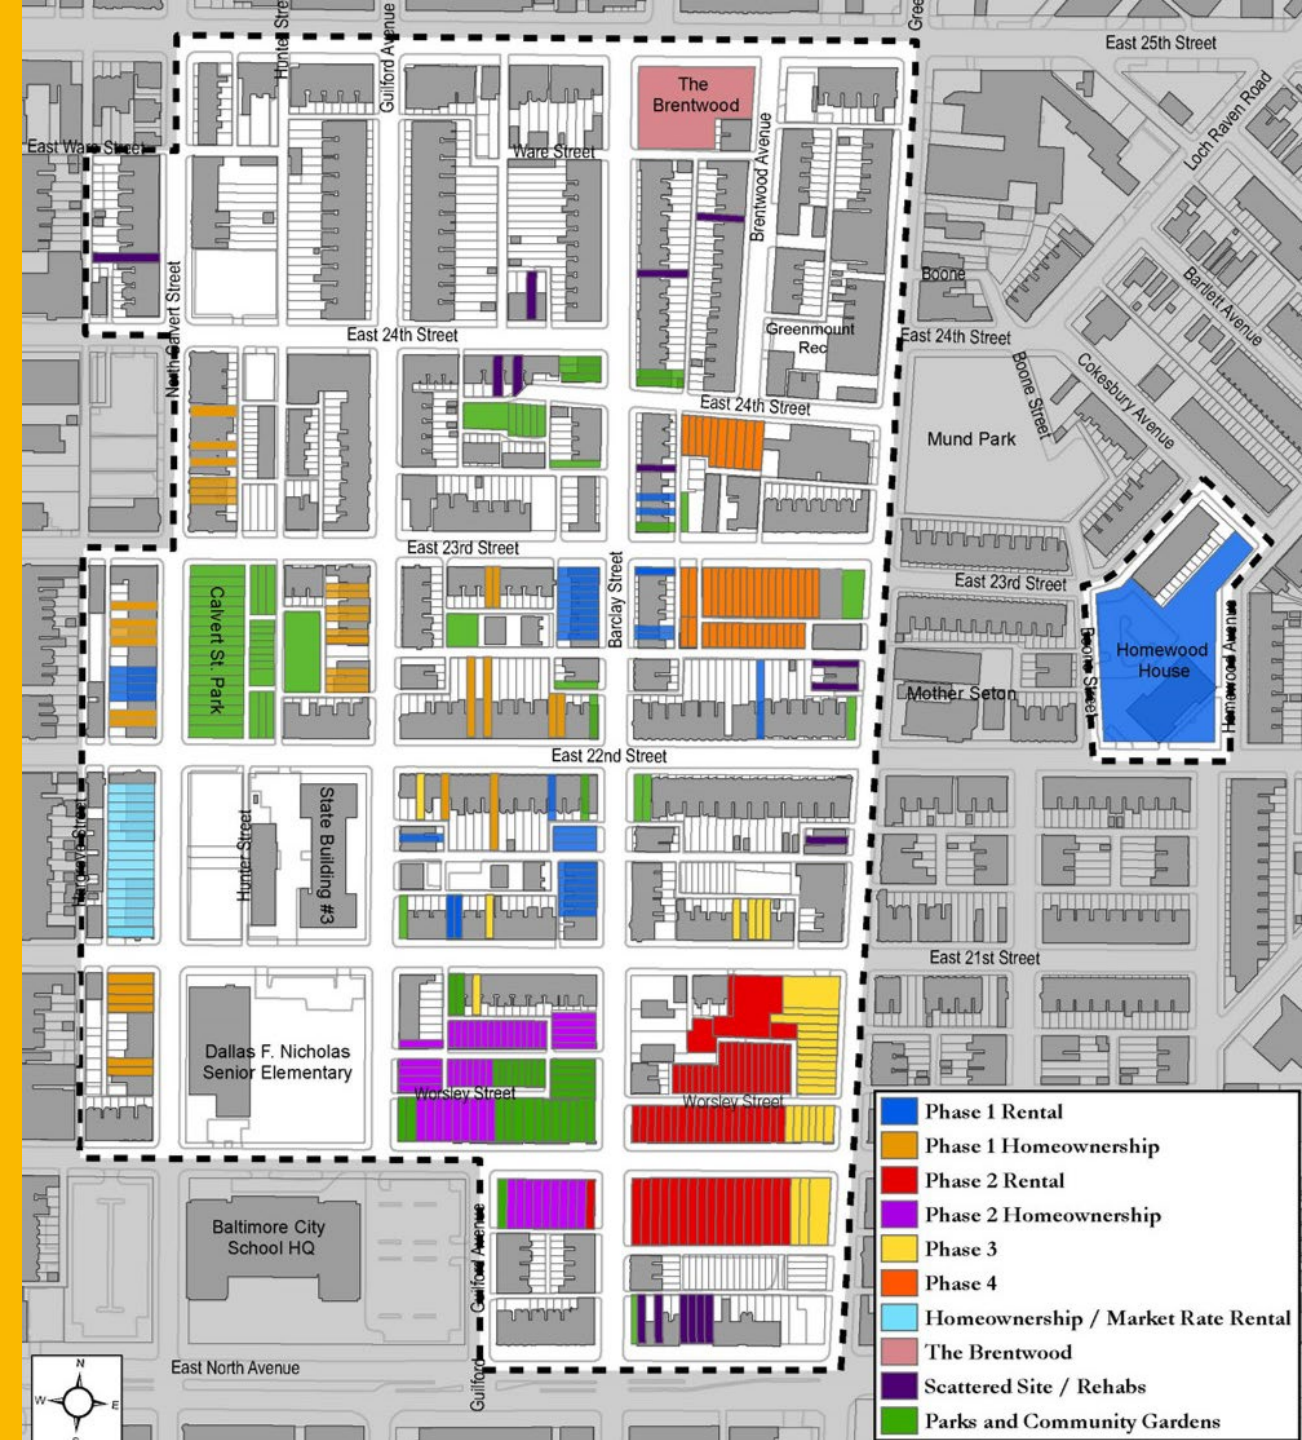 Hunter Stre
Guilford Avenue
Gree
East 25th Street
Loch Raven Road
East Ware Street
The
Brentwood
Ware Street
Brentwood Avenue
North Calvert Street
Boone
Bartlett Avenue
East 24th Street
Greenmount
Rec
East 24th Street
Boone Street
Cokesbury Avenue
East 24th Street
Mund Park
East 23rd Street
Barclay Street
East 23rd Street
Calvert St. Park
Homewood
House
Boone Street
Homewood Avenue
Mother Seton
East 22nd Street
Hargrove Street
Hunter Street
State Building #3
East 21st Street
Dallas F. Nicholas
Senior Elementary
Worsley Street
Worsley Street
Baltimore City
School HQ
Guilford Avenue
East North Avenue
Guilford
N
W
E
S
Phase 1 Rental
Phase 1 Homeownership
Phase 2 Rental
Phase 2 Homeownership
Phase 3
Phase 4
Homeownership / Market Rate Rental
The Brentwood
Scattered Site / Rehabs
Parks and Community Gardens